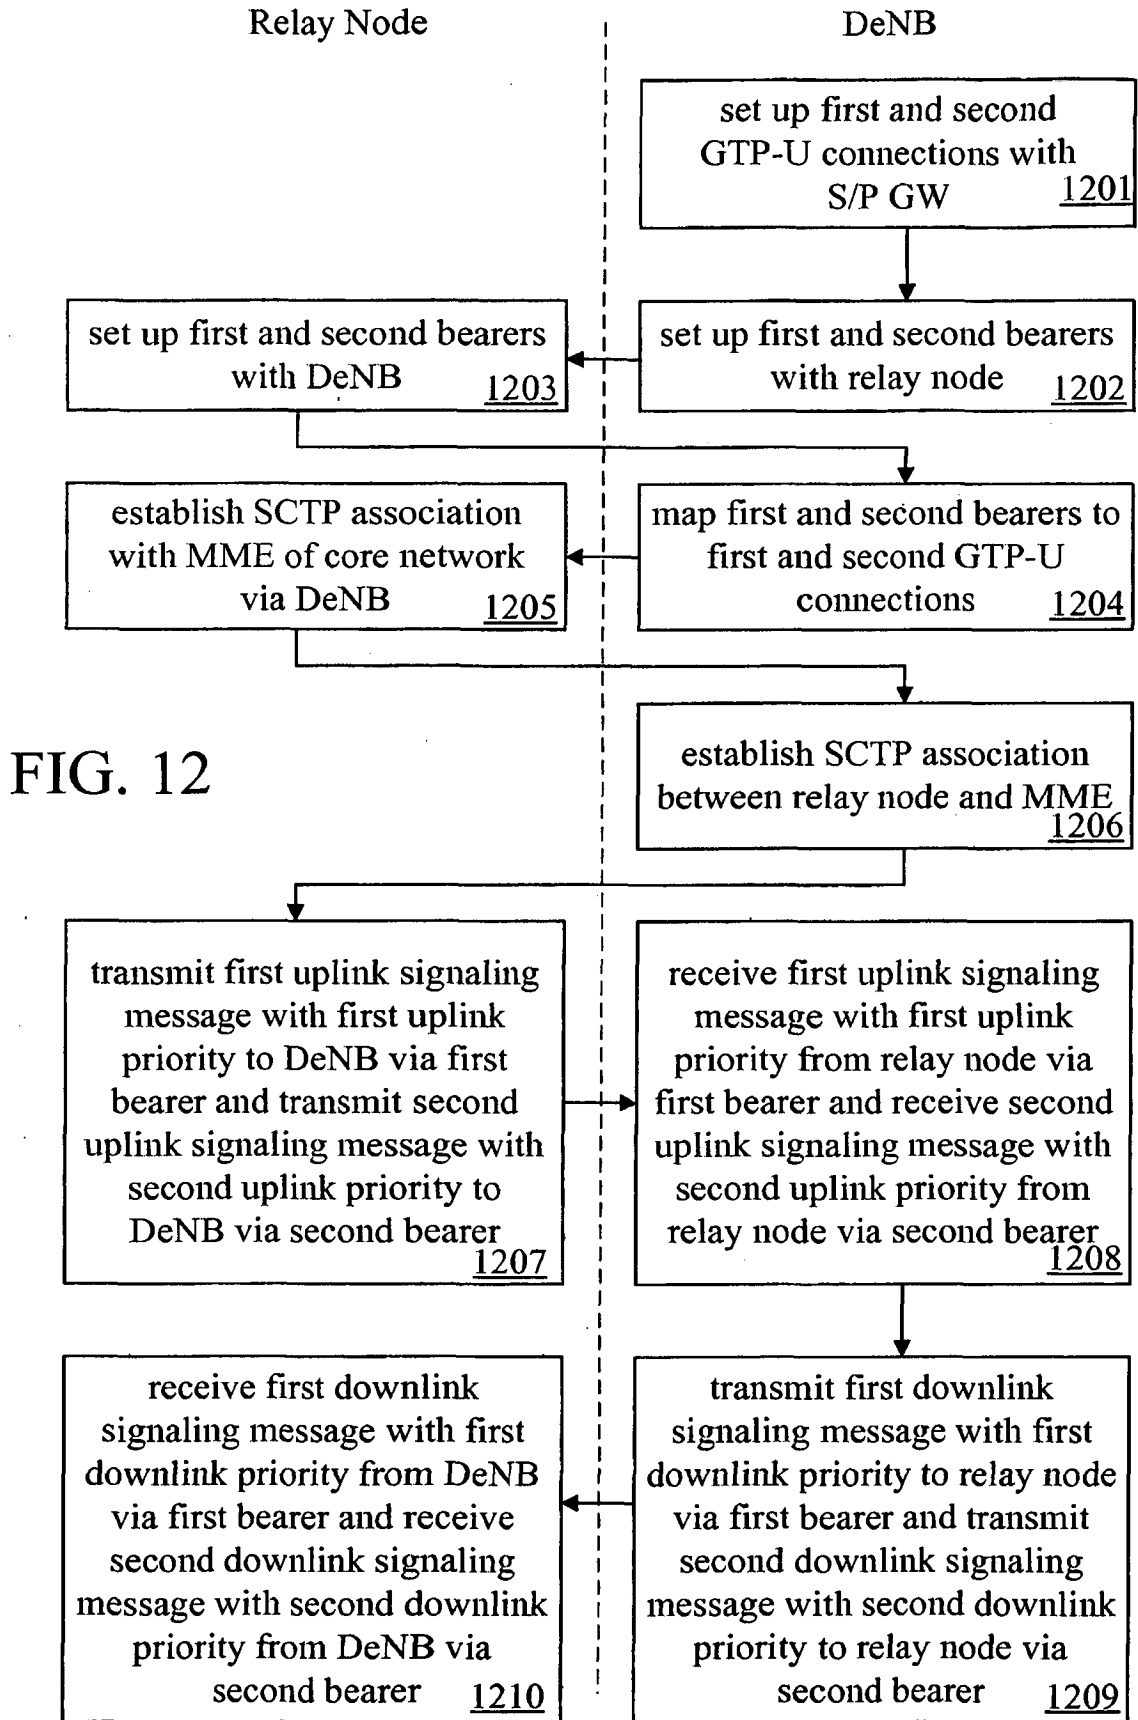 Relay Node
DeNB
set up first and second
GTP-U connections with
S/P GW
1201
set up first and second bearers
with DeNB
1203
set up first and second bearers
with relay node
1202
establish SCTP association
with MME of core network
via DeNB
1205
map first and second bearers to
first and second GTP-U
connections
1204
establish SCTP association
between relay node and MME
1206
FIG. 12
transmit first uplink signaling
message with first uplink
priority to DeNB via first
bearer and transmit second
uplink signaling message with
second uplink priority to
DeNB via second bearer
1207
receive first uplink signaling
message with first uplink
priority from relay node via
first bearer and receive second
uplink signaling message with
second uplink priority from
relay node via second bearer
1208
receive first downlink
signaling message with first
downlink priority from DeNB
via first bearer and receive
second downlink signaling
message with second downlink
priority from DeNB via
second bearer
1210
transmit first downlink
signaling message with first
downlink priority to relay node
via first bearer and transmit
second downlink signaling
message with second downlink
priority to relay node via
second bearer
1209